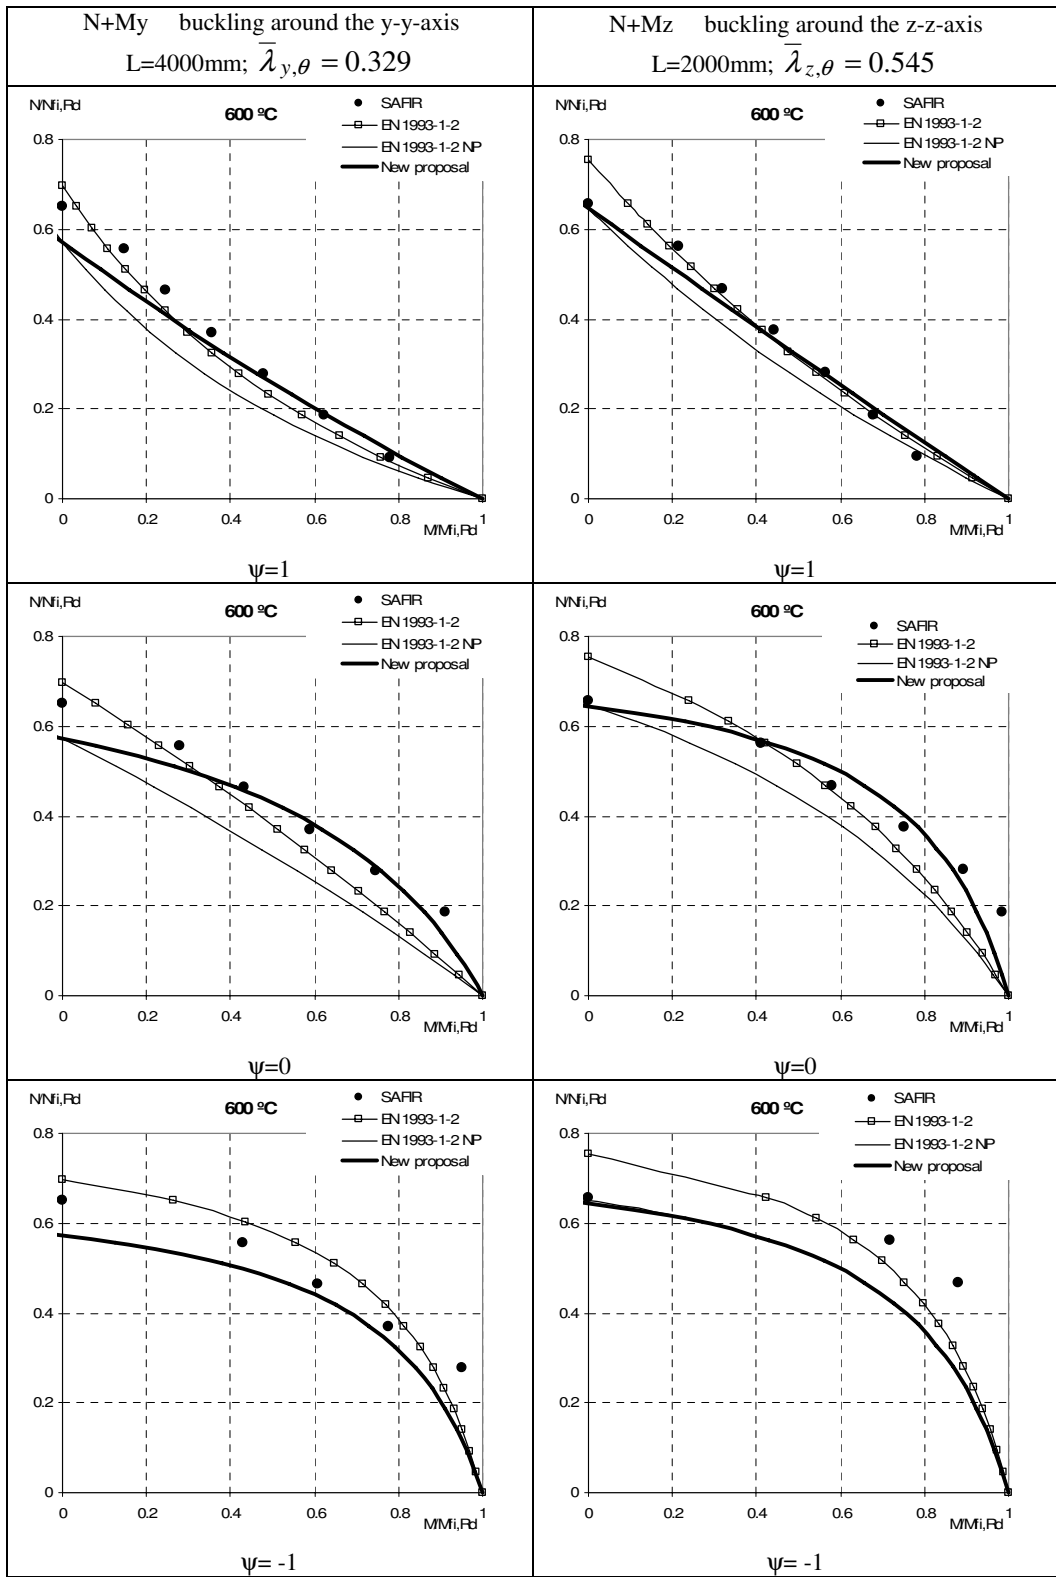 N+My buckling around the y-y-axis
L=4000mm; λ̅y,θ = 0.329
N+Mz buckling around the z-z-axis
L=2000mm; λ̅z,θ = 0.545
N/Nfi,Rd
600 ºC
SAFIR
EN 1993-1-2
EN 1993-1-2 NP
New proposal
0.8
0.6
0.4
0.2
0
0 0.2 0.4 0.6 0.8 1
M/Mfi,Rd
ψ=1
N/Nfi,Rd
600 ºC
SAFIR
EN 1993-1-2
EN 1993-1-2 NP
New proposal
0.8
0.6
0.4
0.2
0
0 0.2 0.4 0.6 0.8 1
M/Mfi,Rd
ψ=1
N/Nfi,Rd
600 ºC
SAFIR
EN 1993-1-2
EN 1993-1-2 NP
New proposal
0.8
0.6
0.4
0.2
0
0 0.2 0.4 0.6 0.8 1
M/Mfi,Rd
ψ=0
N/Nfi,Rd
600 ºC
SAFIR
EN 1993-1-2
EN 1993-1-2 NP
New proposal
0.8
0.6
0.4
0.2
0
0 0.2 0.4 0.6 0.8 1
M/Mfi,Rd
ψ=0
N/Nfi,Rd
600 ºC
SAFIR
EN 1993-1-2
EN 1993-1-2 NP
New proposal
0.8
0.6
0.4
0.2
0
0 0.2 0.4 0.6 0.8 1
M/Mfi,Rd
ψ= -1
N/Nfi,Rd
600 ºC
SAFIR
EN 1993-1-2
EN 1993-1-2 NP
New proposal
0.8
0.6
0.4
0.2
0
0 0.2 0.4 0.6 0.8 1
M/Mfi,Rd
ψ= -1